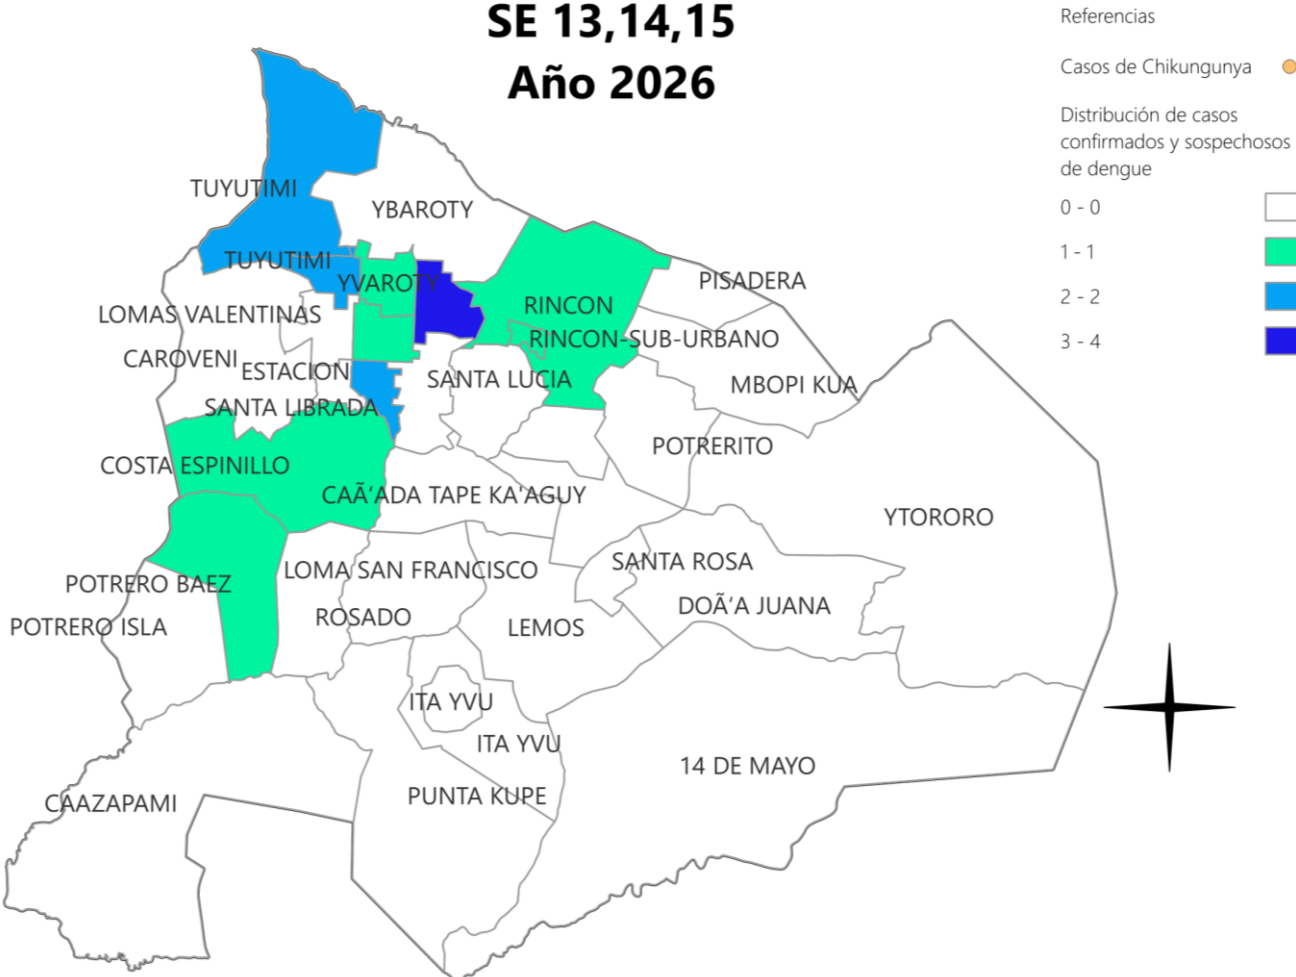 SE 13,14,15
Año 2026
Referencias
Casos de Chikungunya
Distribución de casos
confirmados y sospechosos
de dengue
0 - 0
1 - 1
2 - 2
3 - 4
TUYUTIMI
YBAROTY
TUYUTIMI
YVAROTY
PISADERA
LOMAS VALENTINAS
RINCON
RINCON-SUB-URBANO
CAROVENI
ESTACION
SANTA LUCIA
MBOPI KUA
SANTA LIBRADA
POTRERITO
COSTA ESPINILLO
CAÃ‘ADA TAPE KA'AGUY
YTORORO
LOMA SAN FRANCISCO
SANTA ROSA
POTRERO BAEZ
DOÃ‘A JUANA
ROSADO
POTRERO ISLA
LEMOS
ITA YVU
ITA YVU
14 DE MAYO
CAAZAPAMI
PUNTA KUPE